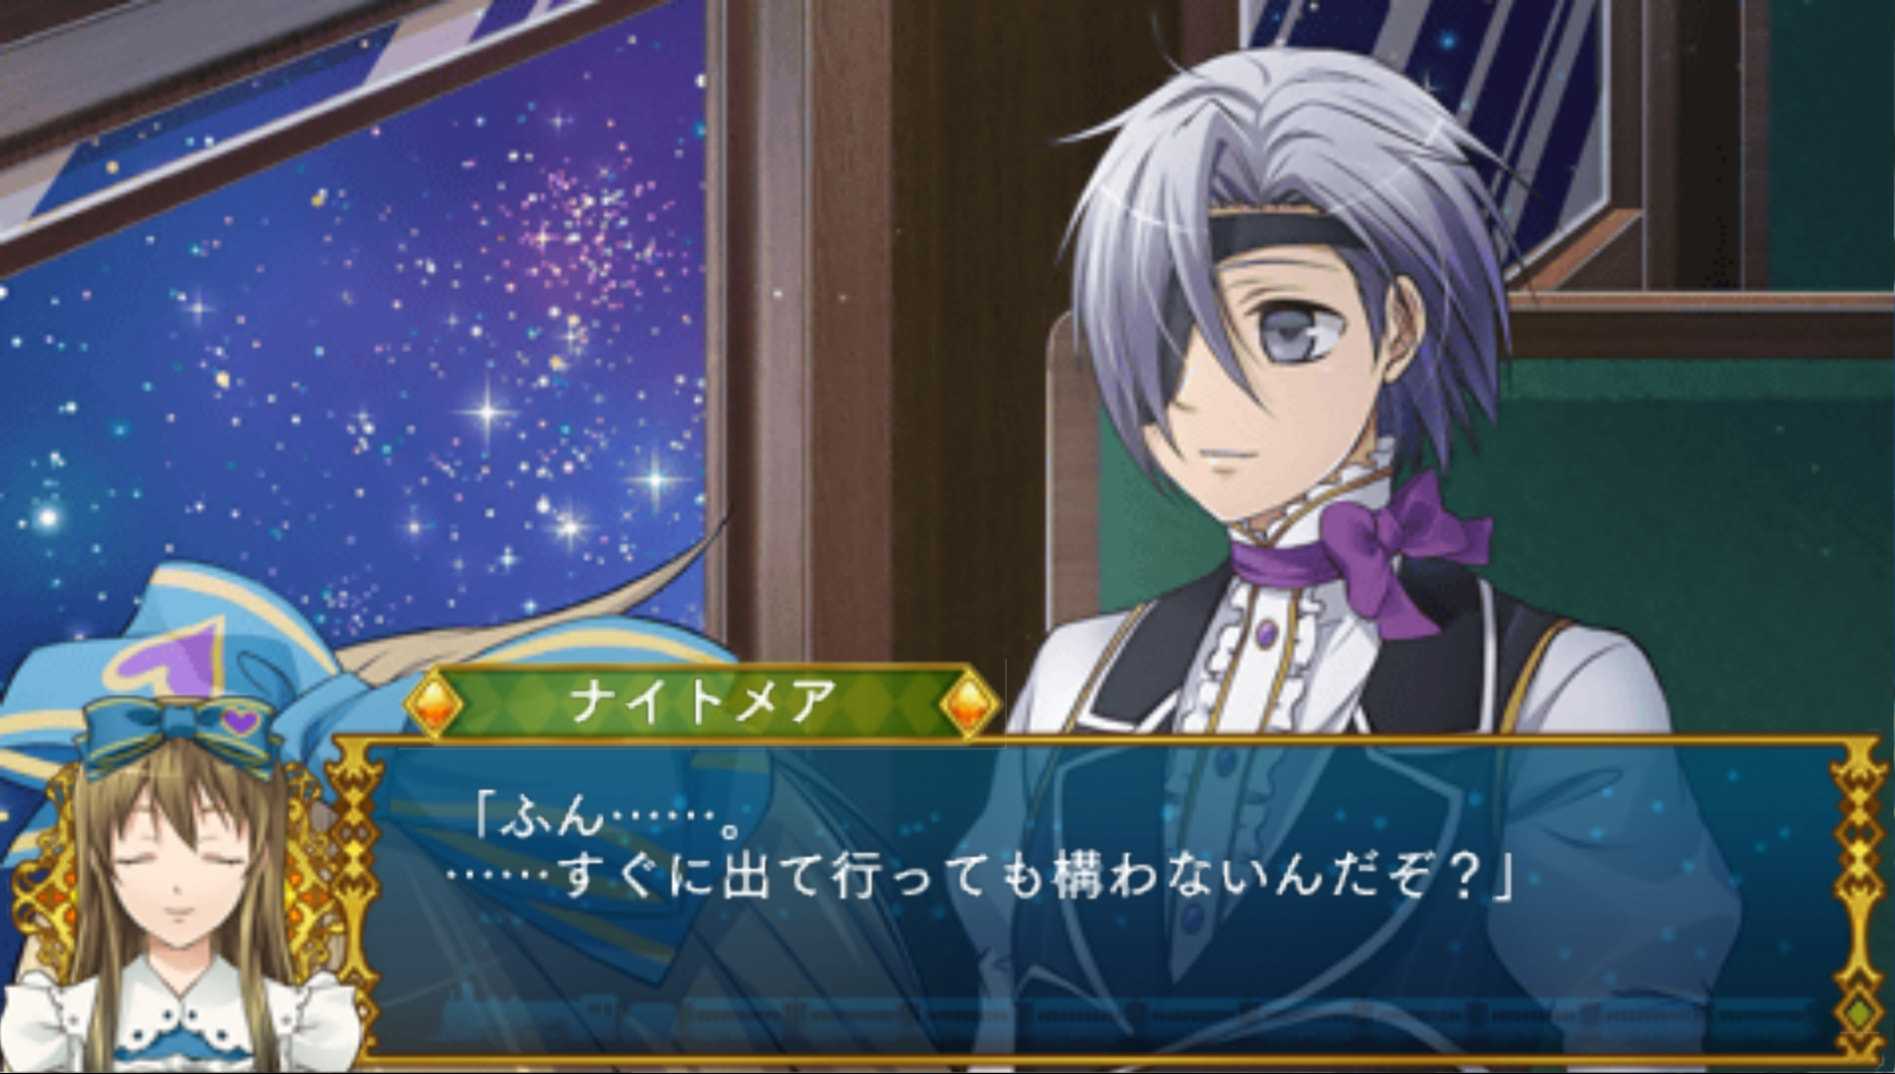 ナイトメア
「ふん……。
……すぐに出て行っても構わないんだぞ？」